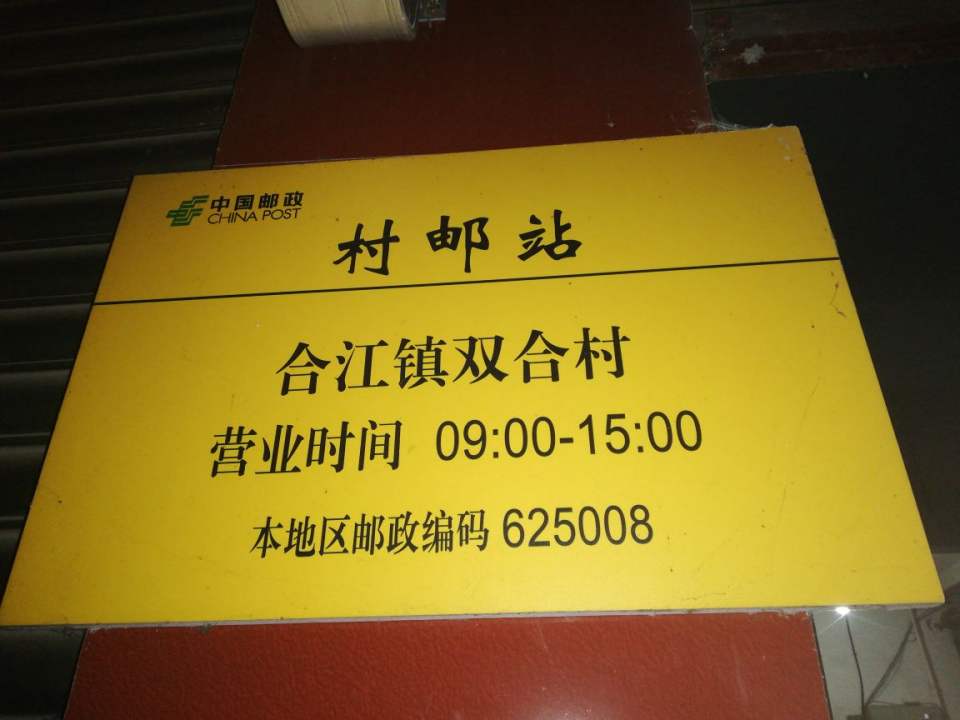 中国邮政
CHINA POST
村邮站
合江镇双合村
营业时间 09:00-15:00
本地区邮政编码 625008